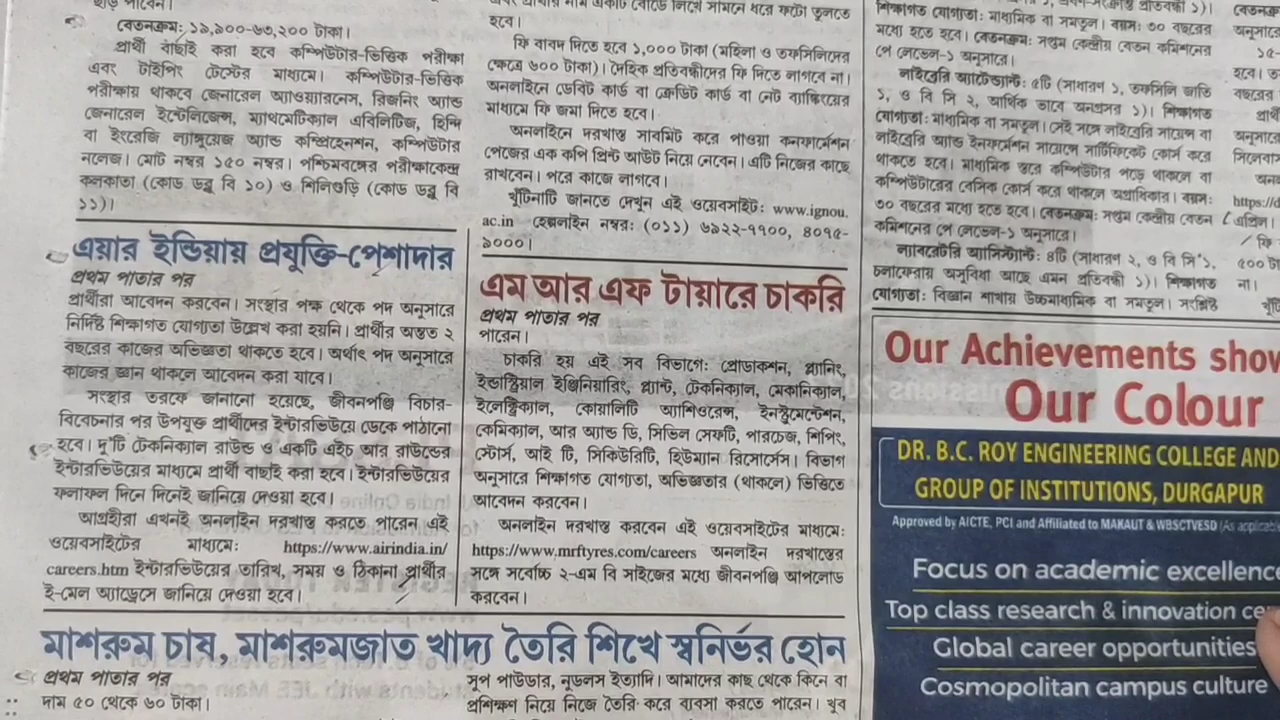 বেতনক্রম: ১৯,৯০০-৬৩,২০০ টাকা।
প্রার্থী বাছাই করা হবে কম্পিউটার-ভিত্তিক পরীক্ষা
এবং টাইপিং টেস্টের মাধ্যমে। কম্পিউটার-ভিত্তিক
পরীক্ষায় থাকবে জেনারেল অ্যাওয়্যারনেস, রিজনিং অ্যান্ড
জেনারেল ইন্টেলিজেন্স, ম্যাথমেটিক্যাল এবিলিটিজ, হিন্দি
বা ইংরেজি ল্যাঙ্গুয়েজ অ্যান্ড কম্প্রিহেনশন, কম্পিউটার
নলেজ। মোট নম্বর ১৫০ নম্বর। পশ্চিমবঙ্গের পরীক্ষাকেন্দ্র
কলকাতা (কোড ডব্লু বি ১০) ও শিলিগুড়ি (কোড ডব্লু বি
১১)।
এয়ার ইন্ডিয়ায় প্রযুক্তি-পেশাদার
প্রথম পাতার পর
প্রার্থীরা আবেদন করবেন। সংস্থার পক্ষ থেকে পদ অনুসারে
নির্দিষ্ট শিক্ষাগত যোগ্যতা উল্লেখ করা হয়নি। প্রার্থীর অন্তত ২
বছরের কাজের অভিজ্ঞতা থাকতে হবে। অর্থাৎ পদ অনুসারে
কাজের জ্ঞান থাকলে আবেদন করা যাবে।
সংস্থার তরফে জানানো হয়েছে, জীবনপঞ্জি বিচার-
বিবেচনার পর উপযুক্ত প্রার্থীদের ইন্টারভিউয়ে ডেকে পাঠানো
হবে। দু'টি টেকনিক্যাল রাউন্ড ও একটি এইচ আর রাউন্ডের
ইন্টারভিউয়ের মাধ্যমে প্রার্থী বাছাই করা হবে। ইন্টারভিউয়ের
ফলাফল দিনে দিনেই জানিয়ে দেওয়া হবে।
আগ্রহীরা এখনই অনলাইন দরখাস্ত করতে পারেন এই
ওয়েবসাইটের মাধ্যমে: https://www.airindia.in/
careers.htm ইন্টারভিউয়ের তারিখ, সময় ও ঠিকানা প্রার্থীর
ই-মেল অ্যাড্রেসে জানিয়ে দেওয়া হবে।
হবে।
ফি বাবদ দিতে হবে ১,০০০ টাকা (মহিলা ও তফসিলিদের
ক্ষেত্রে ৬০০ টাকা)। দৈহিক প্রতিবন্ধীদের ফি দিতে লাগবে না।
অনলাইনে ডেবিট কার্ড বা ক্রেডিট কার্ড বা নেট ব্যাঙ্কিংয়ের
মাধ্যমে ফি জমা দিতে হবে।
অনলাইনে দরখাস্ত সাবমিট করে পাওয়া কনফার্মেশন
পেজের এক কপি প্রিন্ট আউট নিয়ে নেবেন। এটি নিজের কাছে
রাখবেন। পরে কাজে লাগবে।
খুঁটিনাটি জানতে দেখুন এই ওয়েবসাইট: www.ignou.
ac.in হেল্পলাইন নম্বর: (০১১) ৬৯২২-৭৭০০, ৪০৭৫-
৯০০০।
এম আর এফ টায়ারে চাকরি
প্রথম পাতার পর
পারেন।
চাকরি হয় এই সব বিভাগে: প্রোডাকশন, প্ল্যানিং,
ইন্ডাস্ট্রিয়াল ইঞ্জিনিয়ারিং, প্ল্যান্ট, টেকনিক্যাল, মেকানিক্যাল,
ইলেক্ট্রিক্যাল, কোয়ালিটি অ্যাশিওরেন্স, ইনস্ট্রুমেন্টেশন,
কেমিক্যাল, আর অ্যান্ড ডি, সিভিল সেফটি, পারচেজ, শিপিং,
স্টোর্স, আই টি, সিকিউরিটি, হিউম্যান রিসোর্সেস। বিভাগ
অনুসারে শিক্ষাগত যোগ্যতা, অভিজ্ঞতার (থাকলে) ভিত্তিতে
আবেদন করবেন।
অনলাইন দরখাস্ত করবেন এই ওয়েবসাইটের মাধ্যমে:
https://www.mrftyres.com/careers অনলাইন দরখাস্তের
সঙ্গে সর্বোচ্চ ২-এম বি সাইজের মধ্যে জীবনপঞ্জি আপলোড
করবেন।
শিক্ষাগত যোগ্যতা: মাধ্যমিক বা সমতুল। বয়স: ৩০ বছরের
মধ্যে হতে হবে। বেতনক্রম: সপ্তম কেন্দ্রীয় বেতন কমিশনের
পে লেভেল-১ অনুসারে।
লাইব্রেরি অ্যাটেন্ড্যান্ট: ৫টি (সাধারণ ১, তফসিলি জাতি
১, ও বি সি ২, আর্থিক ভাবে অনগ্রসর ১)। শিক্ষাগত
যোগ্যতা: মাধ্যমিক বা সমতুল। সেই সঙ্গে লাইব্রেরি সায়েন্স বা
লাইব্রেরি অ্যান্ড ইনফর্মেশন সায়েন্সে সার্টিফিকেট কোর্স করে
থাকতে হবে। মাধ্যমিক স্তরে কম্পিউটার পড়ে থাকলে বা
কম্পিউটারের বেসিক কোর্স করে থাকলে অগ্রাধিকার। বয়স:
৩০ বছরের মধ্যে হতে হবে। বেতনক্রম: সপ্তম কেন্দ্রীয় বেতন
কমিশনের পে লেভেল-১ অনুসারে।
ল্যাবরেটরি অ্যাসিস্ট্যান্ট: ৪টি (সাধারণ ২, ও বি সি ১,
চলাফেরায় অসুবিধা আছে এমন প্রতিবন্ধী ১)। শিক্ষাগত
যোগ্যতা: বিজ্ঞান শাখায় উচ্চমাধ্যমিক বা সমতুল। সংশ্লিষ্ট
Our Achievements show
Our Colour
DR. B.C. ROY ENGINEERING COLLEGE AND
GROUP OF INSTITUTIONS, DURGAPUR
Approved by AICTE, PCI and Affiliated to MAKAUT & WBSCTVESD
Focus on academic excellence
Top class research & innovation ce
Global career opportunities
Cosmopolitan campus culture
মাশরুম চাষ, মাশরুমজাত খাদ্য তৈরি শিখে স্বনির্ভর হোন
প্রথম পাতার পর
দাম ৫০ থেকে ৬০ টাকা।
সুপ পাউডার, নুডলস ইত্যাদি। আমাদের কাছ থেকে কিনে বা
প্রশিক্ষণ নিয়ে নিজে তৈরি করে ব্যবসা করতে পারেন। খুব